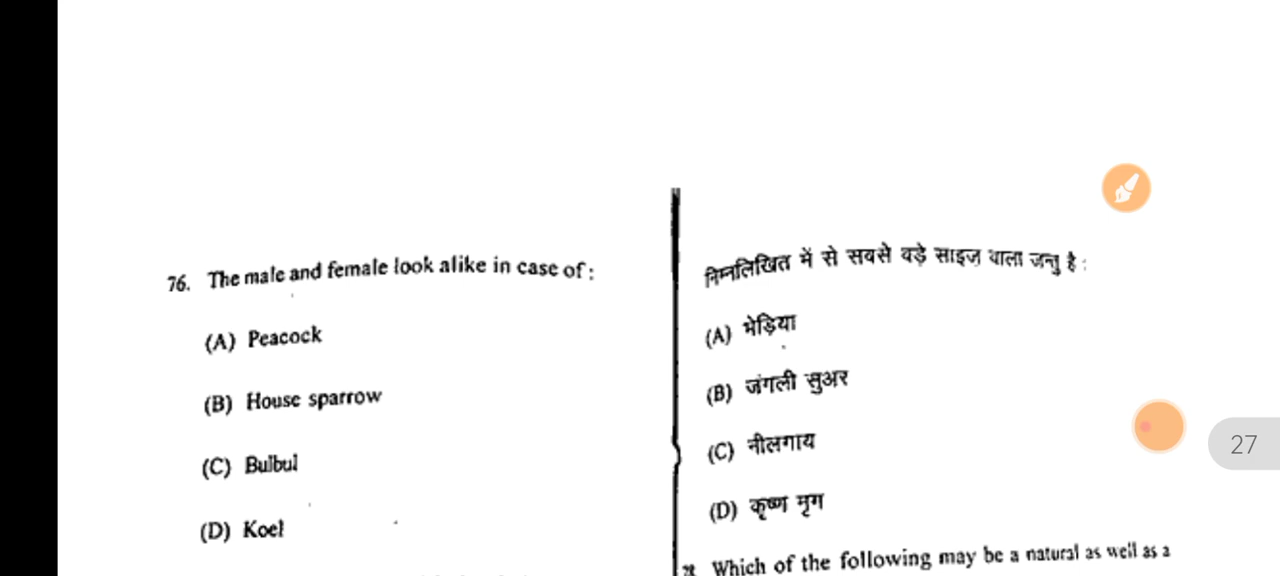 76. The male and female look alike in case of :
(A) Peacock
(B) House sparrow
(C) Bulbul
(D) Koel
निम्नलिखित में से सबसे बड़े साइज़ वाला जन्तु है :
(A) भेड़िया
(B) जंगली सुअर
(C) नीलगाय
(D) कृष्ण मृग
78. Which of the following may be a natural as well as a
27